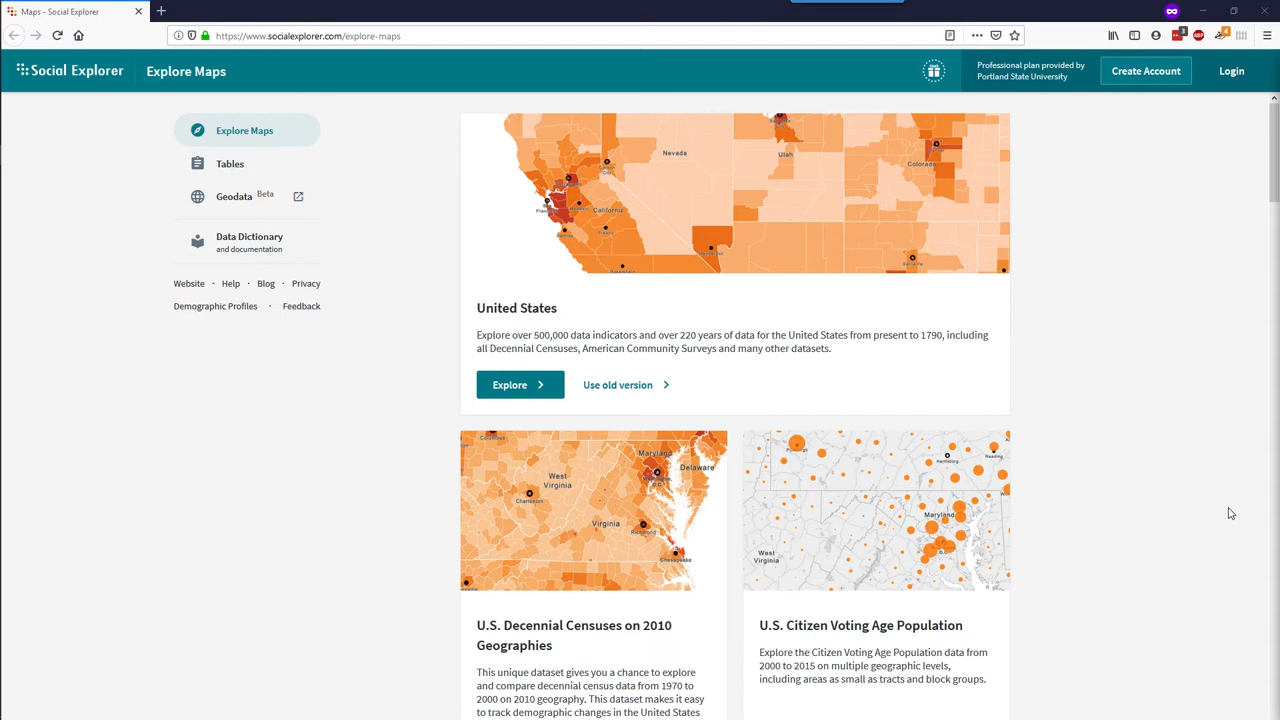 Maps - Social Explorer
https://www.socialexplorer.com/explore-maps
3
ABP
4
Social Explorer
Explore Maps
Professional plan provided by
Portland State University
Create Account
Login
Explore Maps
Tables
Geodata Beta
Data Dictionary
and documentation
Website · Help · Blog · Privacy
Demographic Profiles · Feedback
Nevada
Utah
Colorado
California
United States
Explore over 500,000 data indicators and over 220 years of data for the United States from present to 1790, including
all Decennial Censuses, American Community Surveys and many other datasets.
Explore
Use old version
Maryland
Delaware
West
Virginia
Charleston
Virginia
Richmond
Chesapeake
Harrisburg
Reading
Maryland
West
Virginia
U.S. Decennial Censuses on 2010
Geographies
This unique dataset gives you a chance to explore
and compare decennial census data from 1970 to
2000 on 2010 geography. This dataset makes it easy
to track demographic changes in the United States
U.S. Citizen Voting Age Population
Explore the Citizen Voting Age Population data from
2000 to 2015 on multiple geographic levels,
including areas as small as tracts and block groups.